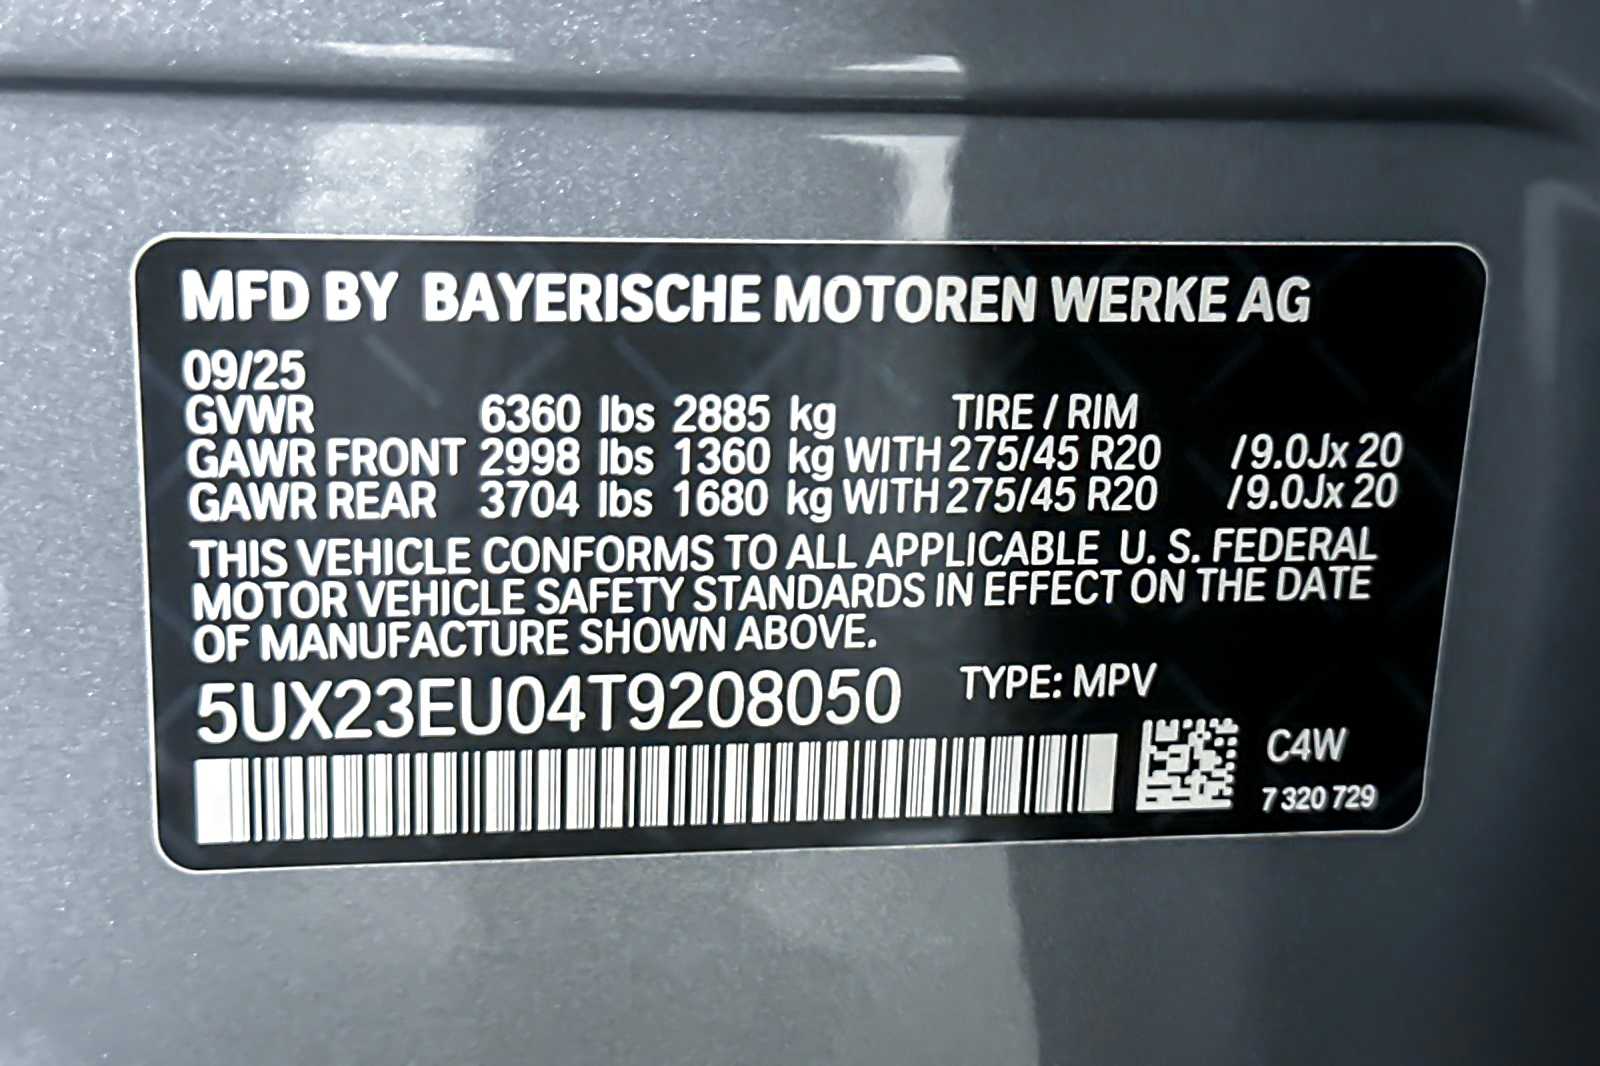 MFD BY BAYERISCHE MOTOREN WERKE AG
09/25
GVWR 6360 lbs 2885 kg TIRE / RIM
GAWR FRONT 2998 lbs 1360 kg WITH 275/45 R20 /9.0Jx 20
GAWR REAR 3704 lbs 1680 kg WITH 275/45 R20 /9.0Jx 20
THIS VEHICLE CONFORMS TO ALL APPLICABLE U. S. FEDERAL
MOTOR VEHICLE SAFETY STANDARDS IN EFFECT ON THE DATE
OF MANUFACTURE SHOWN ABOVE.
5UX23EU04T9208050 TYPE: MPV
C4W
7 320 729